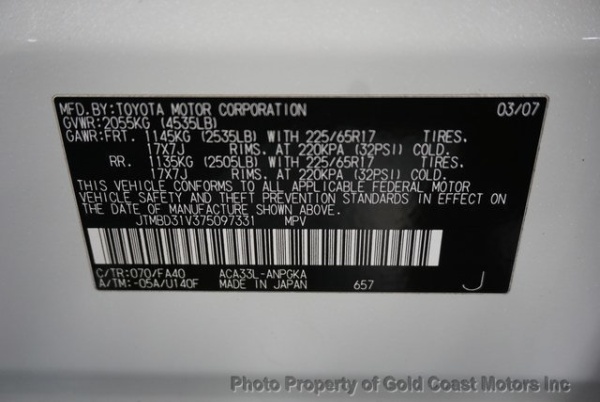 MFD.BY:TOYOTA MOTOR CORPORATION 03/07
GVWR:2055KG (4535LB)
GAWR:FRT. 1145KG (2535LB) WITH 225/65R17 TIRES.
17X7J RIMS. AT 220KPA (32PSI) COLD.
RR. 1135KG (2505LB) WITH 225/65R17 TIRES.
17X7J RIMS. AT 220KPA (32PSI) COLD.
THIS VEHICLE CONFORMS TO ALL APPLICABLE FEDERAL MOTOR
VEHICLE SAFETY AND THEFT PREVENTION STANDARDS IN EFFECT ON
THE DATE OF MANUFACTURE SHOWN ABOVE.
JTMBD31V375097331 MPV
C/TR:070/FA40 ACA33L-ANPGKA
A/TM:-05A/U140F MADE IN JAPAN 657 J
Photo Property of Gold Coast Motors Inc